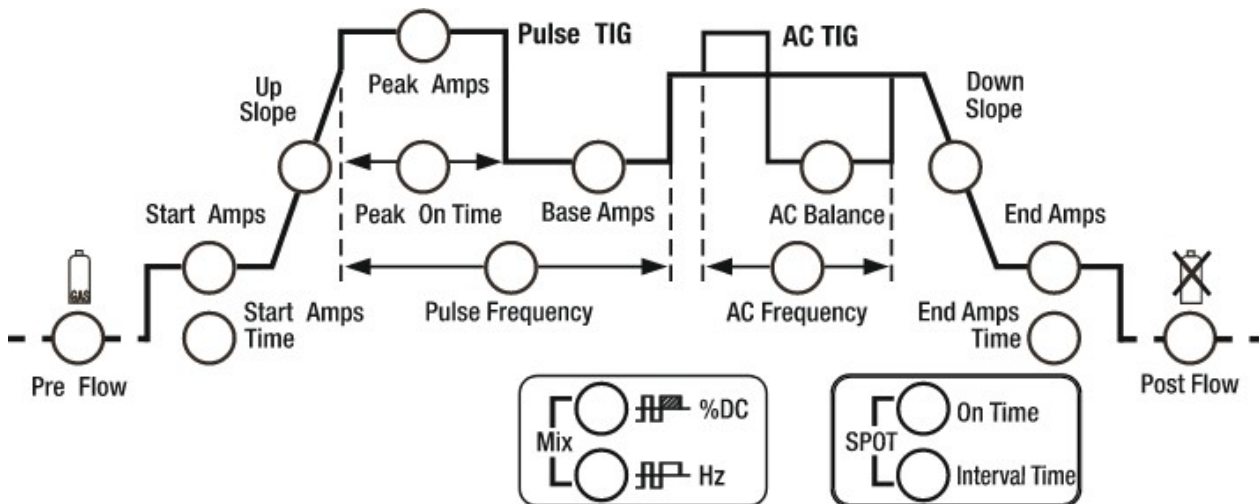 Pulse TIG
AC TIG
Up
Slope
Peak Amps
Down
Slope
Start Amps
Peak On Time
Base Amps
AC Balance
End Amps
GAS
Start Amps
Time
Pulse Frequency
AC Frequency
End Amps
Time
Pre Flow
Post Flow
Mix
%DC
Hz
SPOT
On Time
Interval Time